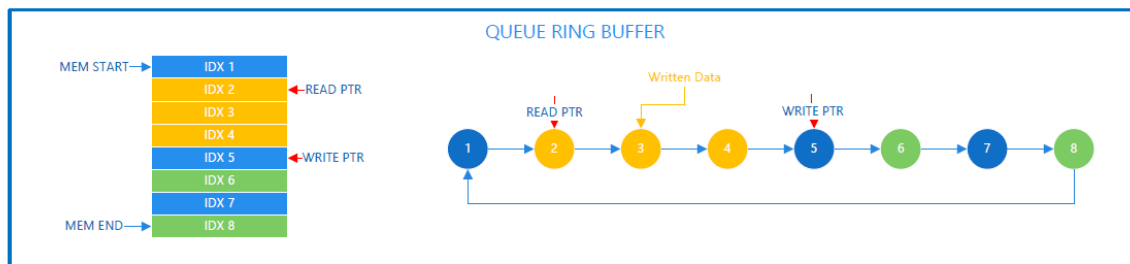 QUEUE RING BUFFER
MEM START
IDX 1
IDX 2
READ PTR
IDX 3
IDX 4
IDX 5
WRITE PTR
IDX 6
IDX 7
MEM END
IDX 8
Written Data
READ PTR
WRITE PTR
1 2 3 4 5 6 7 8